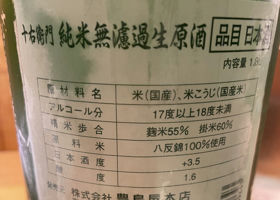 十右衛門 純米無濾過生原酒 品目 日本
内容量 1.8
原材料名 米(国産)、米こうじ(国産米
アルコール分 17度以上18度未満
精米歩合 麹米55% 掛米60%
原料米 八反錦100%使用
日本酒度 +3.5
酸度 1.6
株式会社 豊島屋本店